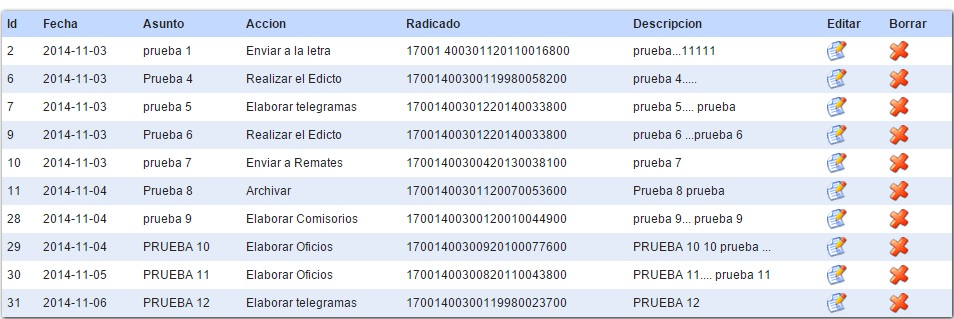 Id Fecha Asunto Accion Radicado Descripcion Editar Borrar
2 2014-11-03 prueba 1 Enviar a la letra 17001 400301120110016800 prueba...11111
6 2014-11-03 Prueba 4 Realizar el Edicto 17001400300119980058200 prueba 4.....
7 2014-11-03 prueba 5 Elaborar telegramas 17001400301220140033800 prueba 5.... prueba
9 2014-11-03 Prueba 6 Realizar el Edicto 17001400301220140033800 prueba 6 ...prueba 6
10 2014-11-03 prueba 7 Enviar a Remates 17001400300420130038100 prueba 7
11 2014-11-04 Prueba 8 Archivar 17001400301120070053600 Prueba 8 prueba
28 2014-11-04 prueba 9 Elaborar Comisorios 17001400300120010044900 prueba 9... prueba 9
29 2014-11-04 PRUEBA 10 Elaborar Oficios 17001400300920100077600 PRUEBA 10 10 prueba ...
30 2014-11-05 PRUEBA 11 Elaborar Oficios 17001400300820110043800 PRUEBA 11.... prueba 11
31 2014-11-06 PRUEBA 12 Elaborar telegramas 17001400300119980023700 PRUEBA 12